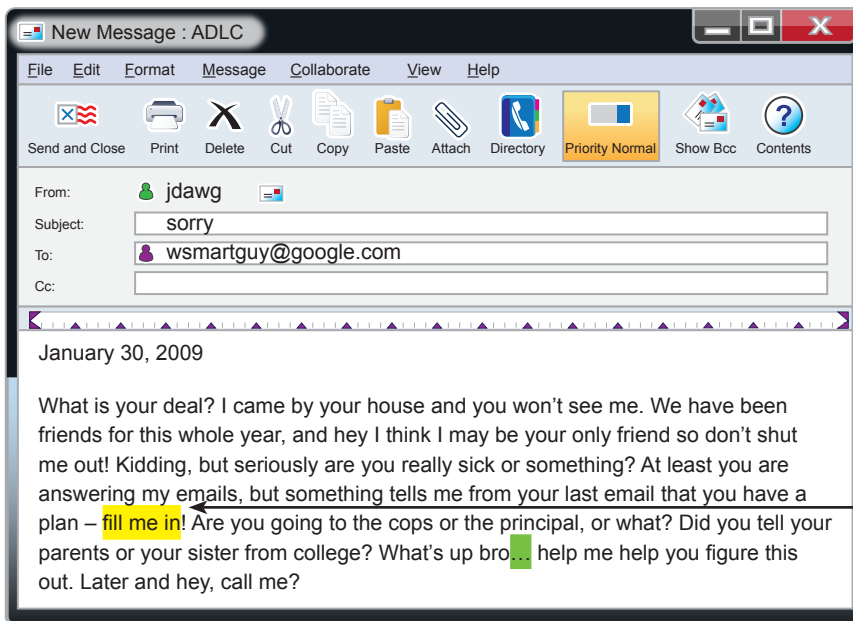 New Message : ADLC
File Edit Format Message Collaborate View Help
Send and Close Print Delete Cut Copy Paste Attach Directory Priority Normal Show Bcc Contents
From: jdawg
Subject: sorry
To: wsmartguy@google.com
Cc:
January 30, 2009
What is your deal? I came by your house and you won't see me. We have been
friends for this whole year, and hey I think I may be your only friend so don't shut
me out! Kidding, but seriously are you really sick or something? At least you are
answering my emails, but something tells me from your last email that you have a
plan – fill me in! Are you going to the cops or the principal, or what? Did you tell your
parents or your sister from college? What's up bro… help me help you figure this
out. Later and hey, call me?